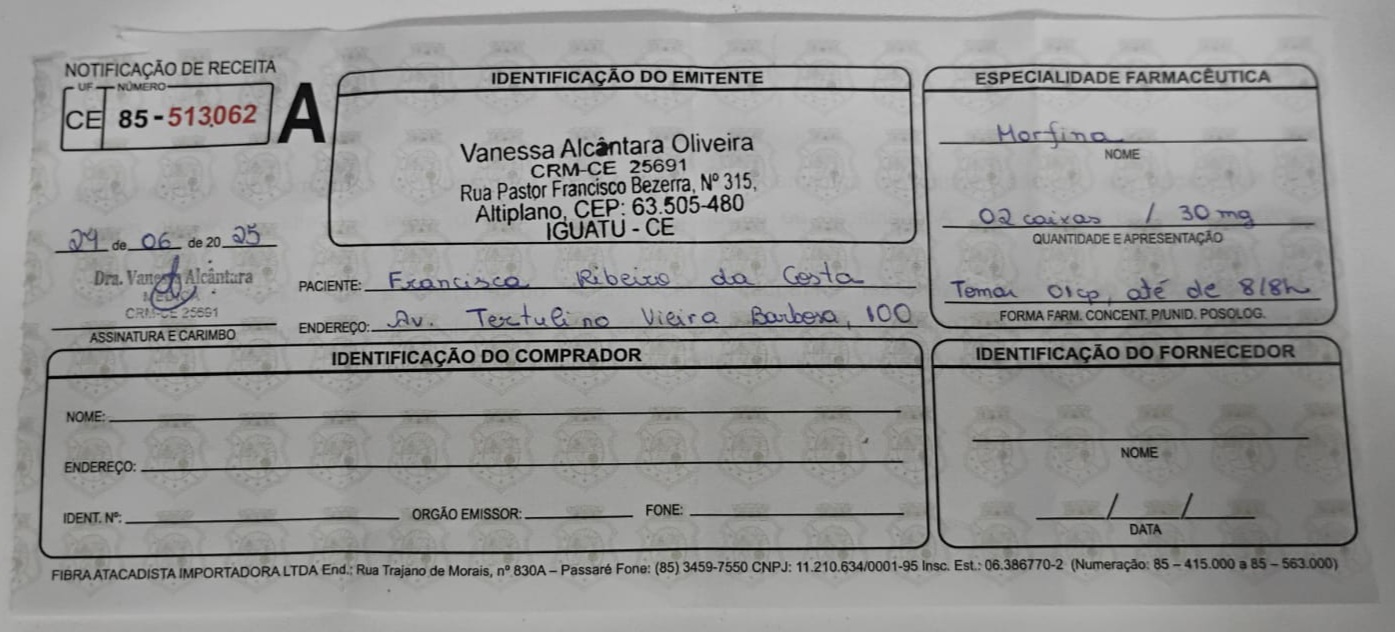 NOTIFICAÇÃO DE RECEITA
UF NÚMERO
CE 85-513062 A
IDENTIFICAÇÃO DO EMITENTE
Vanessa Alcântara Oliveira
CRM-CE 25691
Rua Pastor Francisco Bezerra, Nº 315,
Altiplano, CEP: 63.505-480
IGUATU - CE
ESPECIALIDADE FARMACÊUTICA
Morfina
NOME
02 caixas / 30 mg
QUANTIDADE E APRESENTAÇÃO
Tomar 01cp, até de 8/8h
FORMA FARM. CONCENT. P/UNID. POSOLOG.
de 06 de 20 25
Dra. Vanessa Alcântara
MÉDICA
CRM-CE 25691
ASSINATURA E CARIMBO
PACIENTE: Francisca Ribeiro da Costa
ENDEREÇO: Av. Tertulino Vieira Barbosa, 100
IDENTIFICAÇÃO DO COMPRADOR
NOME:
ENDEREÇO:
IDENT. Nº: ORGÃO EMISSOR: FONE:
IDENTIFICAÇÃO DO FORNECEDOR
NOME
/ /
DATA
FIBRA ATACADISTA IMPORTADORA LTDA End.: Rua Trajano de Morais, nº 830A – Passaré Fone: (85) 3459-7550 CNPJ: 11.210.634/0001-95 Insc. Est.: 06.386770-2 (Numeração: 85 – 415.000 a 85 – 563.000)